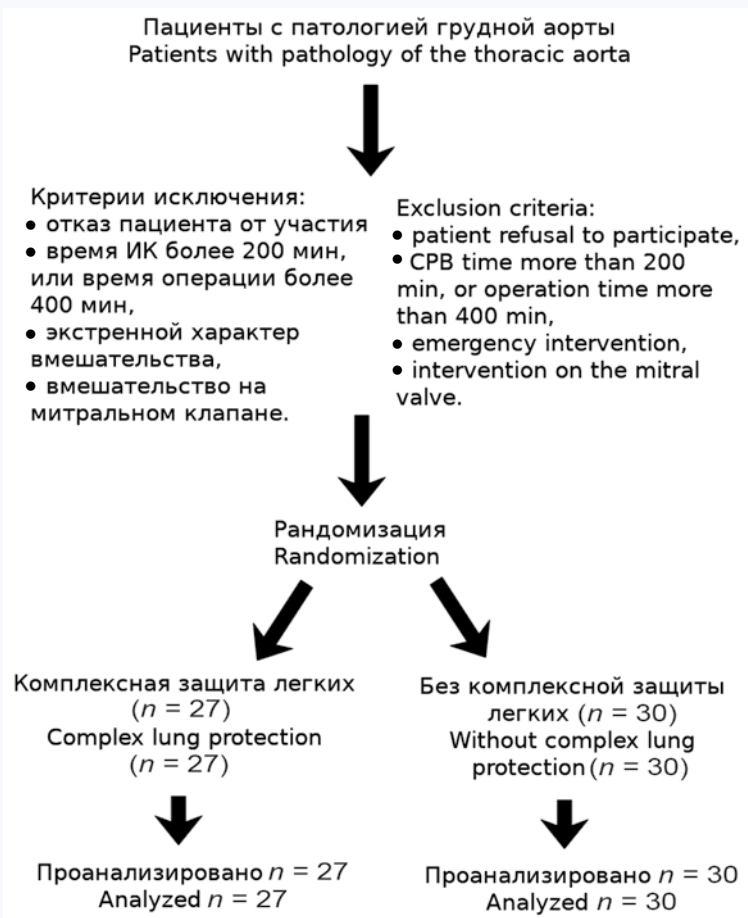 Пациенты с патологией грудной аорты
Patients with pathology of the thoracic aorta
Критерии исключения:
• отказ пациента от участия
• время ИК более 200 мин,
или время операции более
400 мин,
• экстренной характер
вмешательства,
• вмешательство на
митральном клапане.
Exclusion criteria:
• patient refusal to participate,
• CPB time more than 200
min, or operation time more
than 400 min,
• emergency intervention,
• intervention on the mitral
valve.
Рандомизация
Randomization
Комплексная защита легких
(n = 27)
Complex lung protection
(n = 27)
Без комплексной защиты
легких (n = 30)
Without complex lung
protection (n = 30)
Проанализировано n = 27
Analyzed n = 27
Проанализировано n = 30
Analyzed n = 30